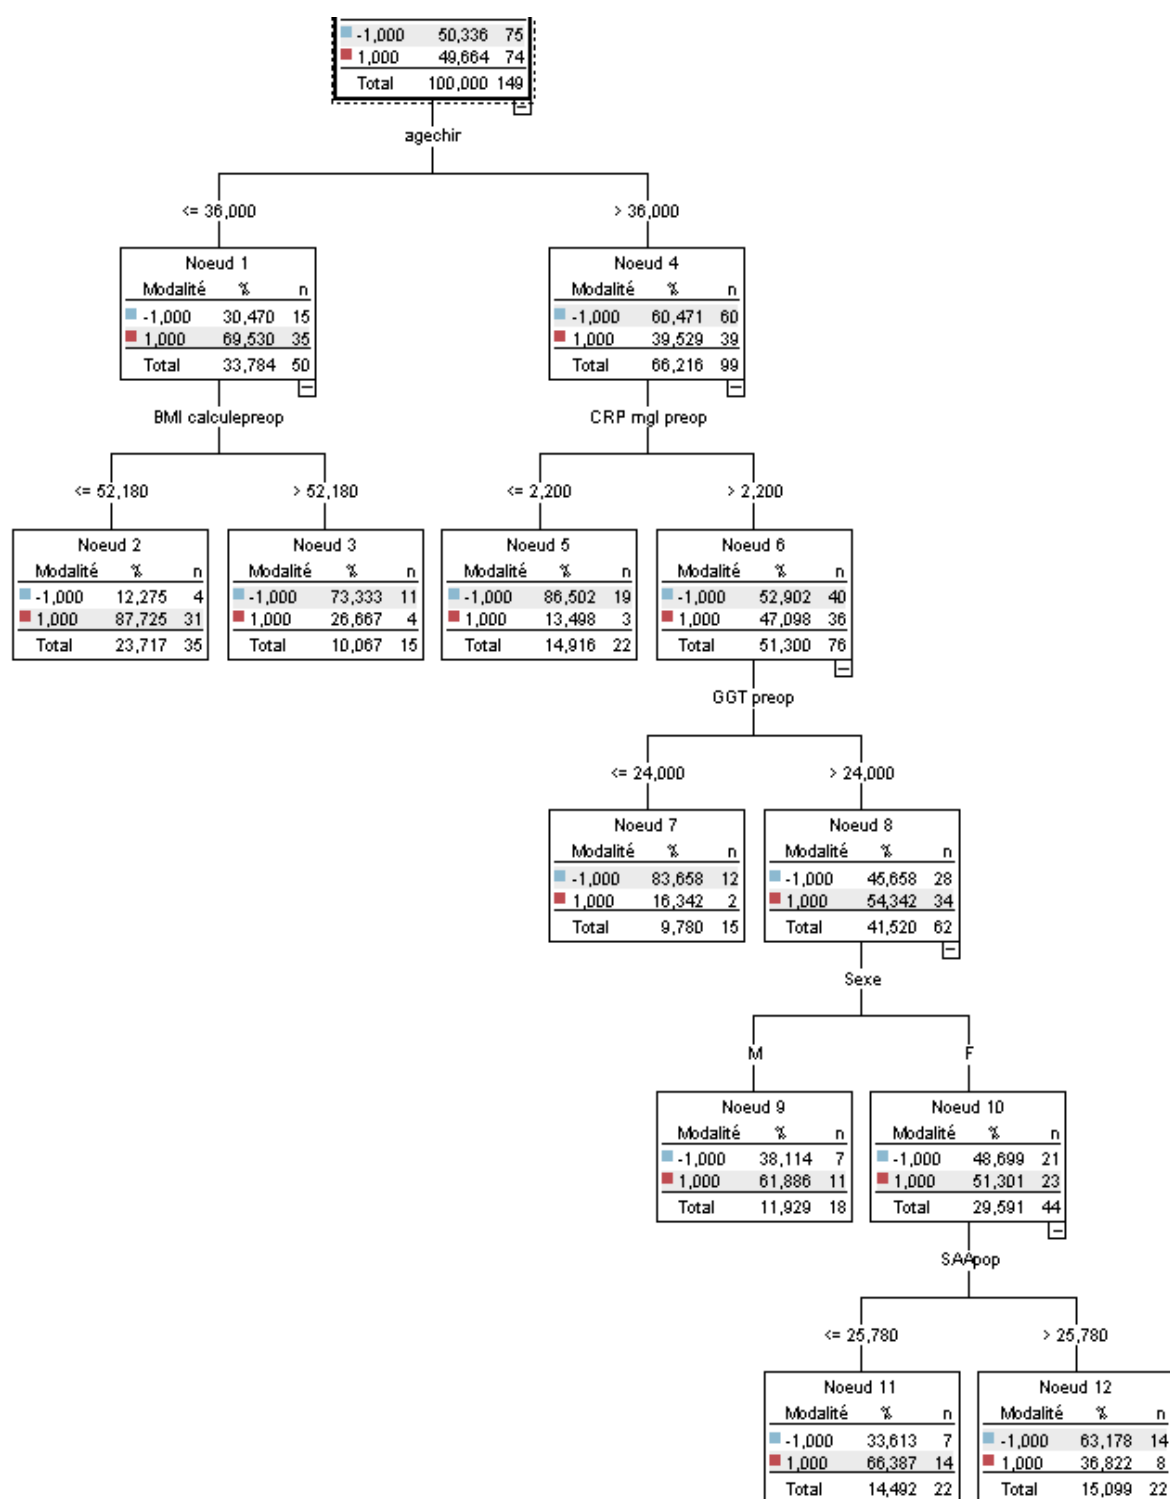 -1,000 50,336 75
1,000 49,664 74
Total 100,000 149
agechir
<= 36,000
> 36,000
Noeud 1
Modalité % n
-1,000 30,470 15
1,000 69,530 35
Total 33,784 50
Noeud 4
Modalité % n
-1,000 60,471 60
1,000 39,529 39
Total 66,216 99
BMI calculepreop
CRP mgl preop
<= 52,180
> 52,180
<= 2,200
> 2,200
Noeud 2
Modalité % n
-1,000 12,275 4
1,000 87,725 31
Total 23,717 35
Noeud 3
Modalité % n
-1,000 73,333 11
1,000 26,667 4
Total 10,067 15
Noeud 5
Modalité % n
-1,000 86,502 19
1,000 13,498 3
Total 14,916 22
Noeud 6
Modalité % n
-1,000 52,902 40
1,000 47,098 36
Total 51,300 76
GGT preop
<= 24,000
> 24,000
Noeud 7
Modalité % n
-1,000 83,658 12
1,000 16,342 2
Total 9,780 15
Noeud 8
Modalité % n
-1,000 45,658 28
1,000 54,342 34
Total 41,520 62
Sexe
M
F
Noeud 9
Modalité % n
-1,000 38,114 7
1,000 61,886 11
Total 11,929 18
Noeud 10
Modalité % n
-1,000 48,699 21
1,000 51,301 23
Total 29,591 44
SAApop
<= 25,780
> 25,780
Noeud 11
Modalité % n
-1,000 33,613 7
1,000 66,387 14
Total 14,492 22
Noeud 12
Modalité % n
-1,000 63,178 14
1,000 36,822 8
Total 15,099 22